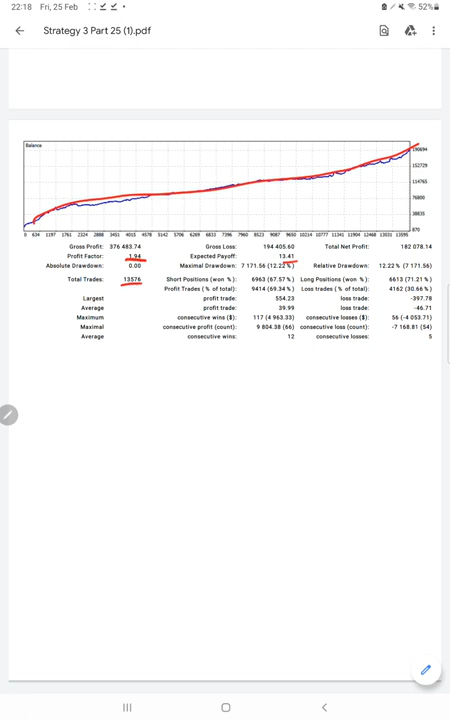 22:18 Fri, 25 Feb 52%
Strategy 3 Part 25 (1).pdf
Balance
190694
152729
114765
76800
38835
870
0 634 1197 1761 2324 2888 3451 4015 4578 5142 5706 6269 6833 7396 7960 8523 9087 9650 10214 10777 11341 11904 12468 13031 13595
Gross Profit: 376 483.74 Gross Loss: 194 405.60 Total Net Profit: 182 078.14
Profit Factor: 1.94 Expected Payoff: 13.41
Absolute Drawdown: 0.00 Maximal Drawdown: 7 171.56 (12.22%) Relative Drawdown: 12.22% (7 171.56)
Total Trades: 13576 Short Positions (won %): 6963 (67.57%) Long Positions (won %): 6613 (71.21%)
Profit Trades (% of total): 9414 (69.34%) Loss trades (% of total): 4162 (30.66%)
Largest profit trade: 554.23 loss trade: -397.78
Average profit trade: 39.99 loss trade: -46.71
Maximum consecutive wins ($): 117 (4 963.33) consecutive losses ($): 56 (-4 053.71)
Maximal consecutive profit (count): 9 804.38 (66) consecutive loss (count): -7 168.81 (54)
Average consecutive wins: 12 consecutive losses: 5